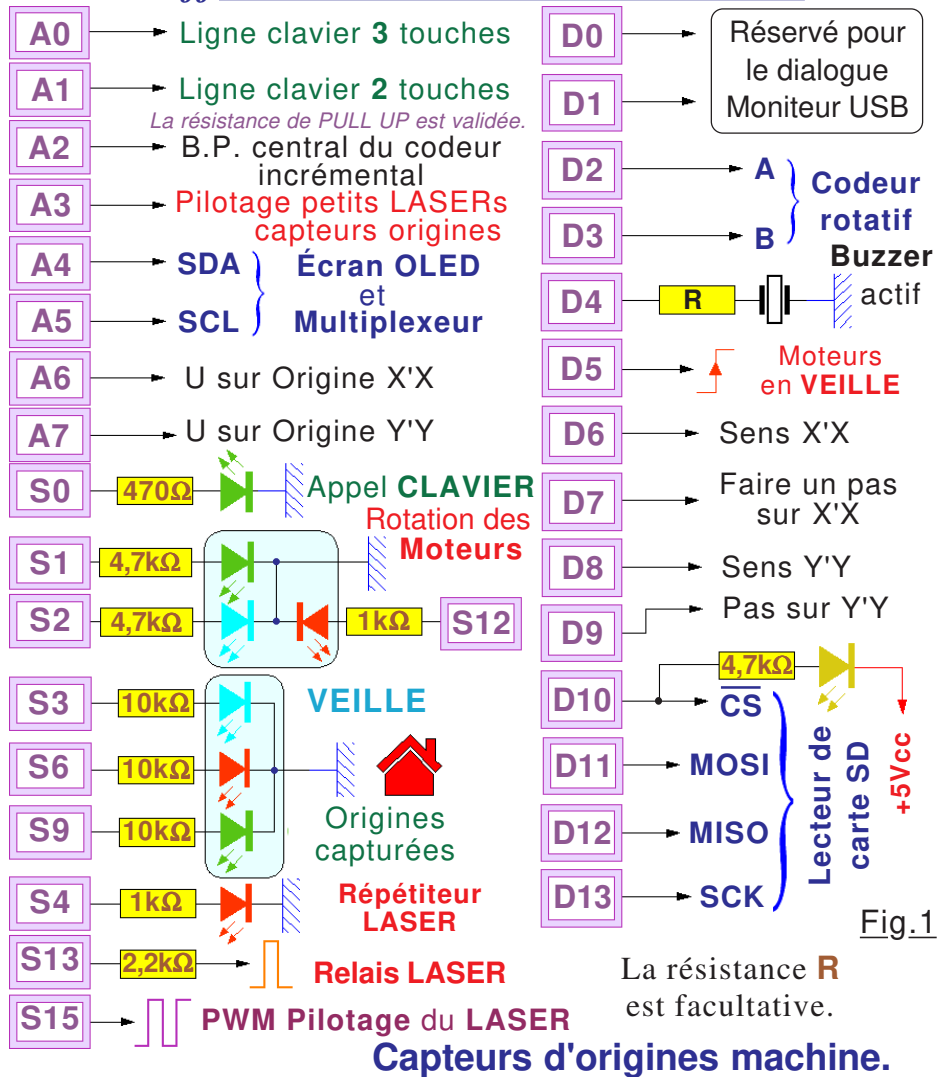 A0 Ligne clavier 3 touches
A1 Ligne clavier 2 touches
La résistance de PULL UP est validée.
A2 B.P. central du codeur
incrémental
A3 Pilotage petits LASERs
capteurs origines
A4 SDA
A5 SCL
Écran OLED
et
Multiplexeur
A6 U sur Origine X'X
A7 U sur Origine Y'Y
S0 470Ω Appel CLAVIER
Rotation des
Moteurs
S1 4,7kΩ
S2 4,7kΩ 1kΩ S12
S3 10kΩ VEILLE
S6 10kΩ
S9 10kΩ Origines
capturées
S4 1kΩ Répétiteur
LASER
S13 2,2kΩ Relais LASER
S15 PWM Pilotage du LASER
D0 Réservé pour
le dialogue
D1 Moniteur USB
D2 A
D3 B
Codeur
rotatif
Buzzer
actif
D4 R
D5 Moteurs
en VEILLE
D6 Sens X'X
D7 Faire un pas
sur X'X
D8 Sens Y'Y
D9 Pas sur Y'Y
4,7kΩ
D10 CS
D11 MOSI
D12 MISO
D13 SCK
Lecteur de
carte SD
+5Vcc
Fig.1
La résistance R
est facultative.
Capteurs d'origines machine.